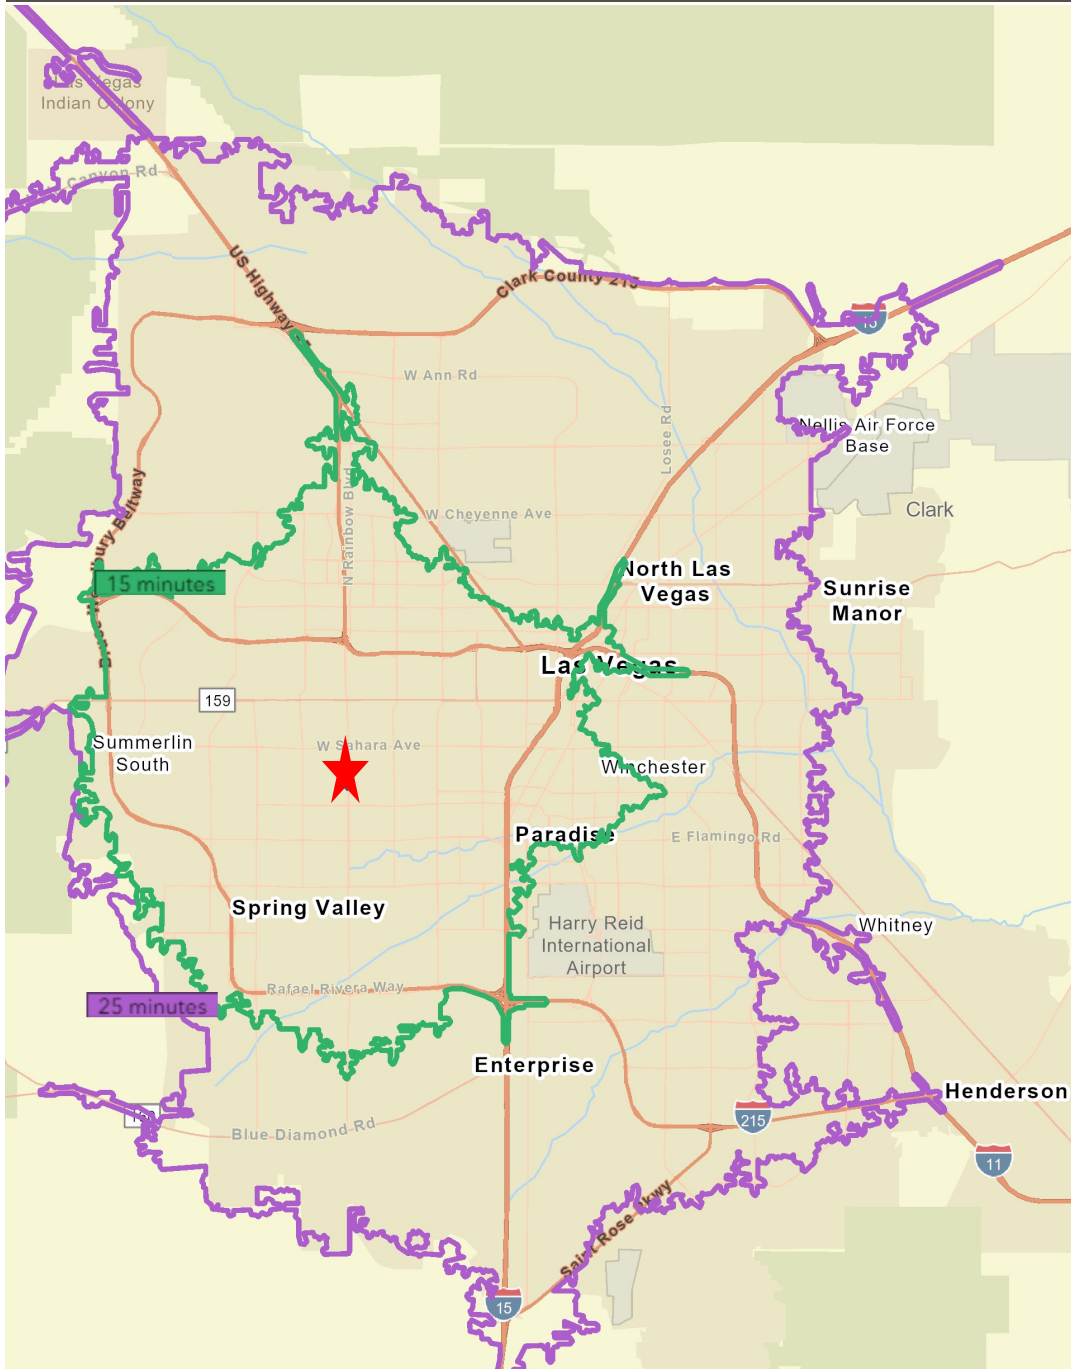 Las Vegas
Indian Colony
Canyon Rd
US Highway
Clark County 215
15
W Ann Rd
Losee Rd
Nellis Air Force
Base
Clark
W Cheyenne Ave
N Rainbow Blvd
Beltway
15 minutes
North Las
Vegas
Sunrise
Manor
Las Vegas
159
Summerlin
South
W Sahara Ave
Winchester
Paradise
E Flamingo Rd
Spring Valley
Harry Reid
International
Airport
Whitney
Rafael Rivera Way
25 minutes
Enterprise
Henderson
160
Blue Diamond Rd
215
11
Saint Rose Pkwy
15